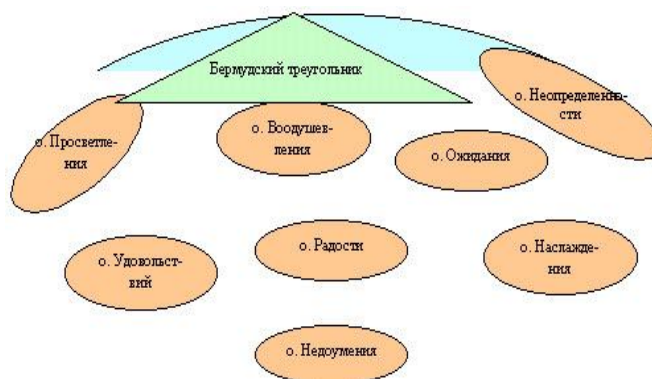 Бермудский треугольник
о. Неопределенно-
сти
о. Просветле-
ния
о. Воодушев-
ления
о. Ожидания
о. Удовольст-
вий
о. Радости
о. Наслажде-
ния
о. Недоумения